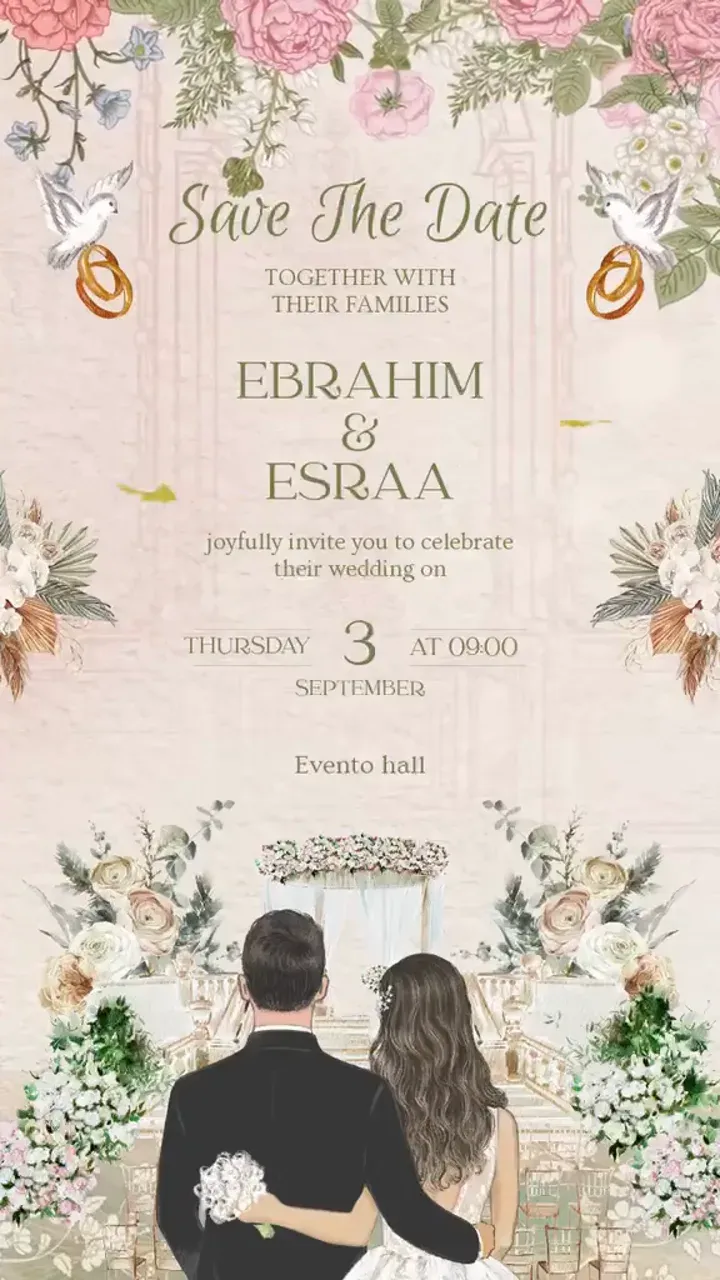 Save The Date
TOGETHER WITH
THEIR FAMILIES
EBRAHIM
&
ESRAA
joyfully invite you to celebrate
their wedding on
THURSDAY 3 AT 09:00
SEPTEMBER
Evento hall